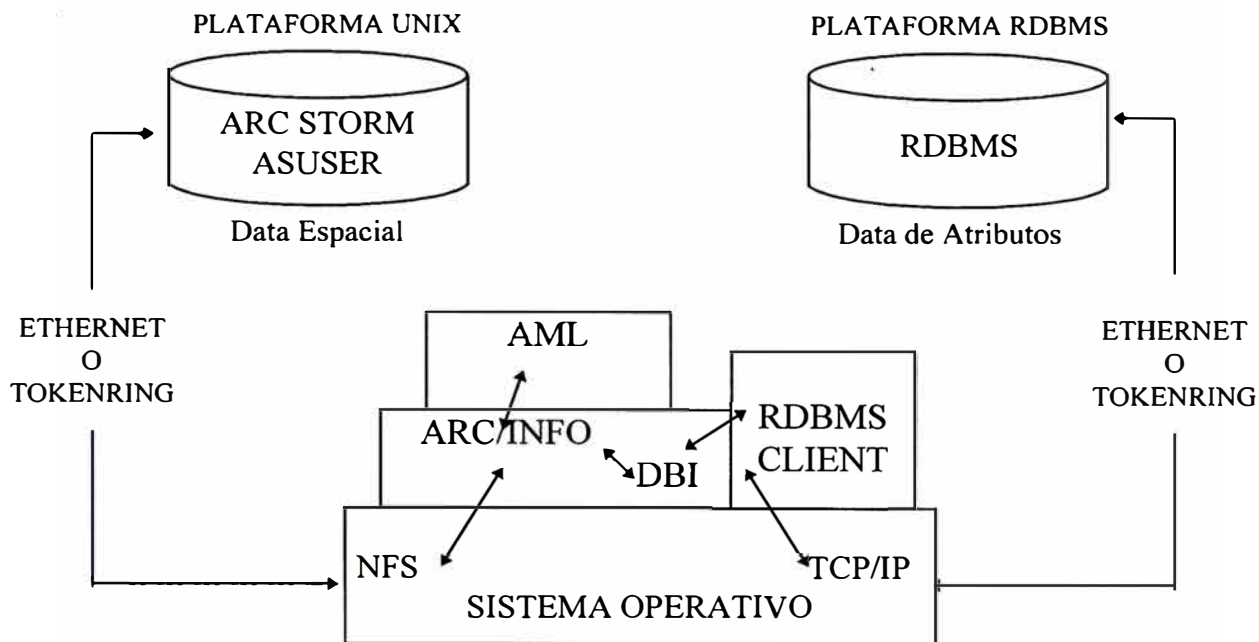 PLATAFORMA UNIX
PLATAFORMA RDBMS
ARC STORM
ASUSER
RDBMS
Data Espacial
Data de Atributos
ETHERNET
O
TOKENRING
ETHERNET
O
TOKENRING
AML
ARC/INFO
DBI
RDBMS
CLIENT
NFS
TCP/IP
SISTEMA OPERATIVO